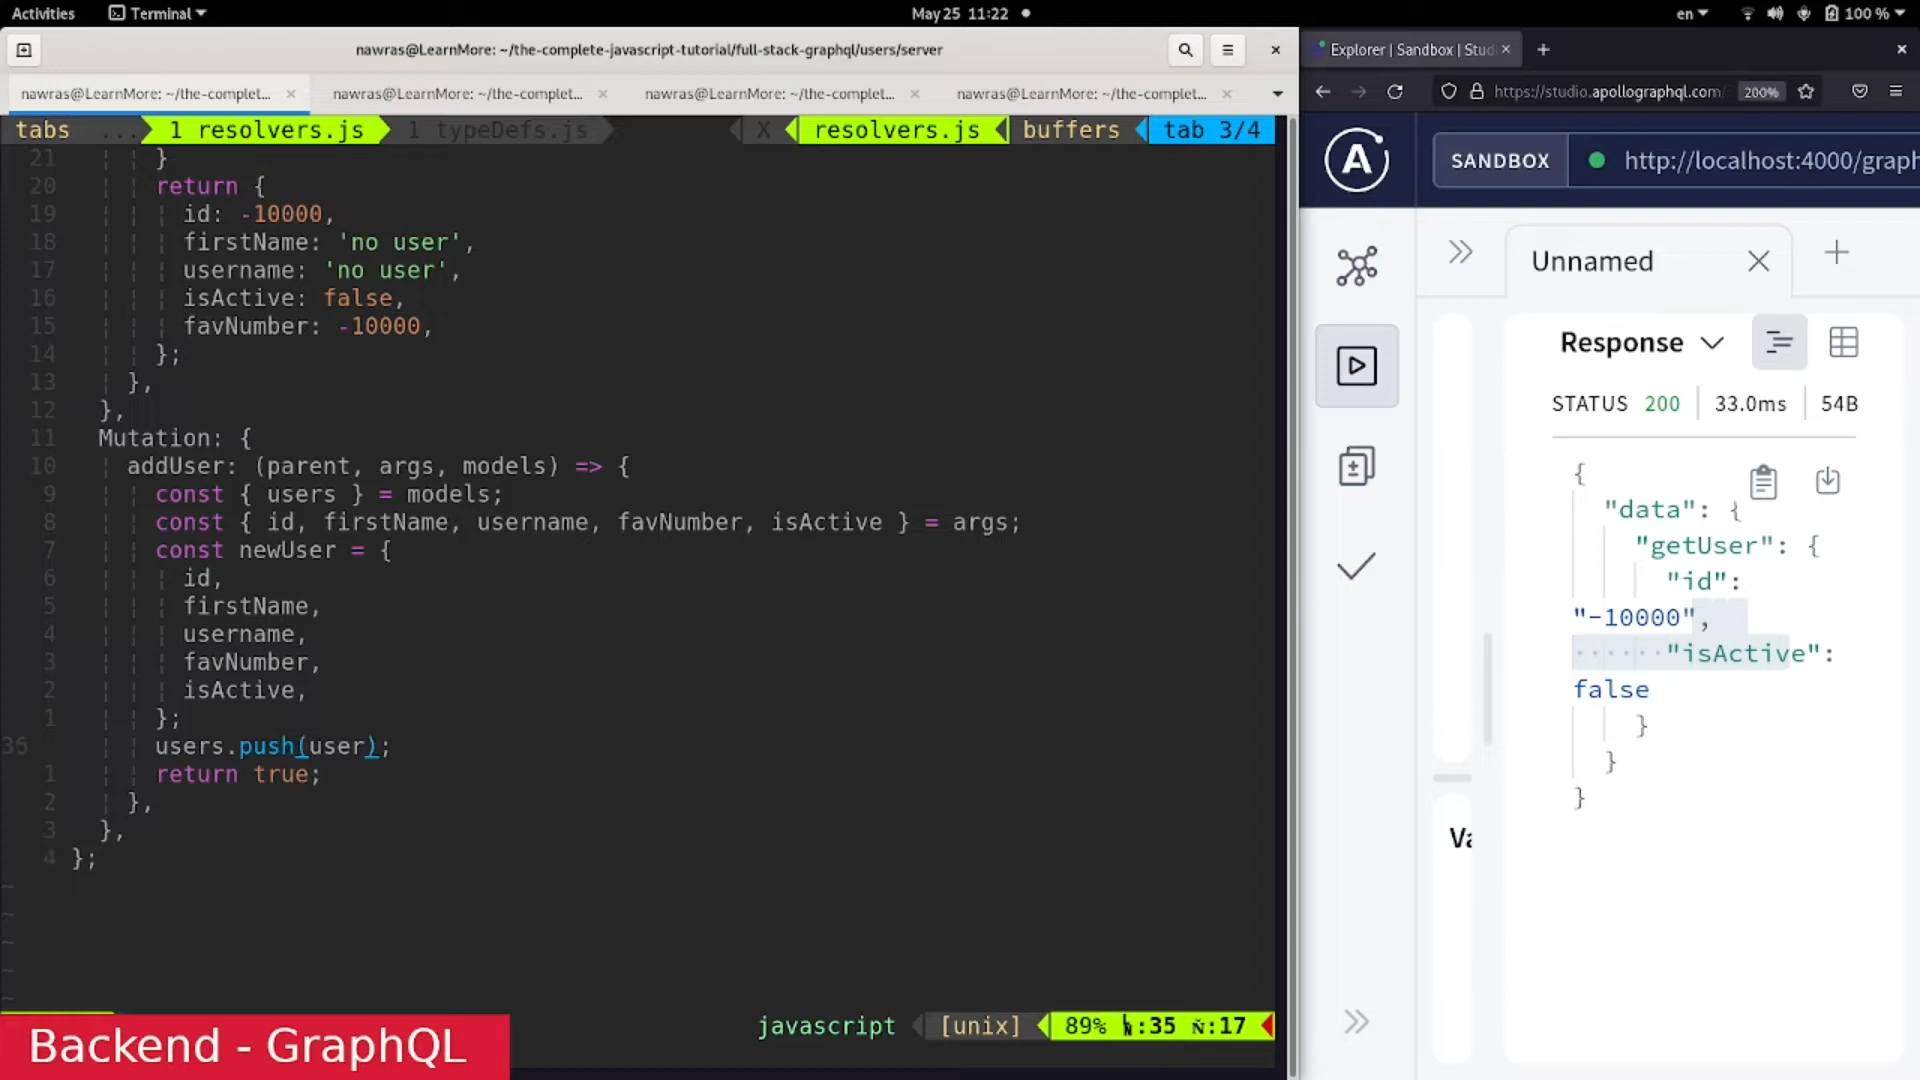 Activities
Terminal
May 25 11:22
en
100 %
nawras@LearnMore: ~/the-complete-javascript-tutorial/full-stack-graphql/users/server
nawras@LearnMore: ~/the-complet...
nawras@LearnMore: ~/the-complet...
nawras@LearnMore: ~/the-complet...
nawras@LearnMore: ~/the-complet...
tabs ... 1 resolvers.js 1 typeDefs.js X resolvers.js buffers tab 3/4
21 }
20 return {
19 id: -10000,
18 firstName: 'no user',
17 username: 'no user',
16 isActive: false,
15 favNumber: -10000,
14 };
13 },
12 },
11 Mutation: {
10 addUser: (parent, args, models) => {
9 const { users } = models;
8 const { id, firstName, username, favNumber, isActive } = args;
7 const newUser = {
6 id,
5 firstName,
4 username,
3 favNumber,
2 isActive,
1 };
35 users.push(user);
1 return true;
2 },
3 },
4 };
~
~
~
~
~
javascript [unix] 89% :35 :17
Backend - GraphQL
Explorer | Sandbox | Stud
https://studio.apollographql.com/
200%
A
SANDBOX
http://localhost:4000/graph
Unnamed
Response
STATUS 200 33.0ms 54B
{
"data": {
"getUser": {
"id":
"-10000",
"isActive":
false
}
}
}
Va